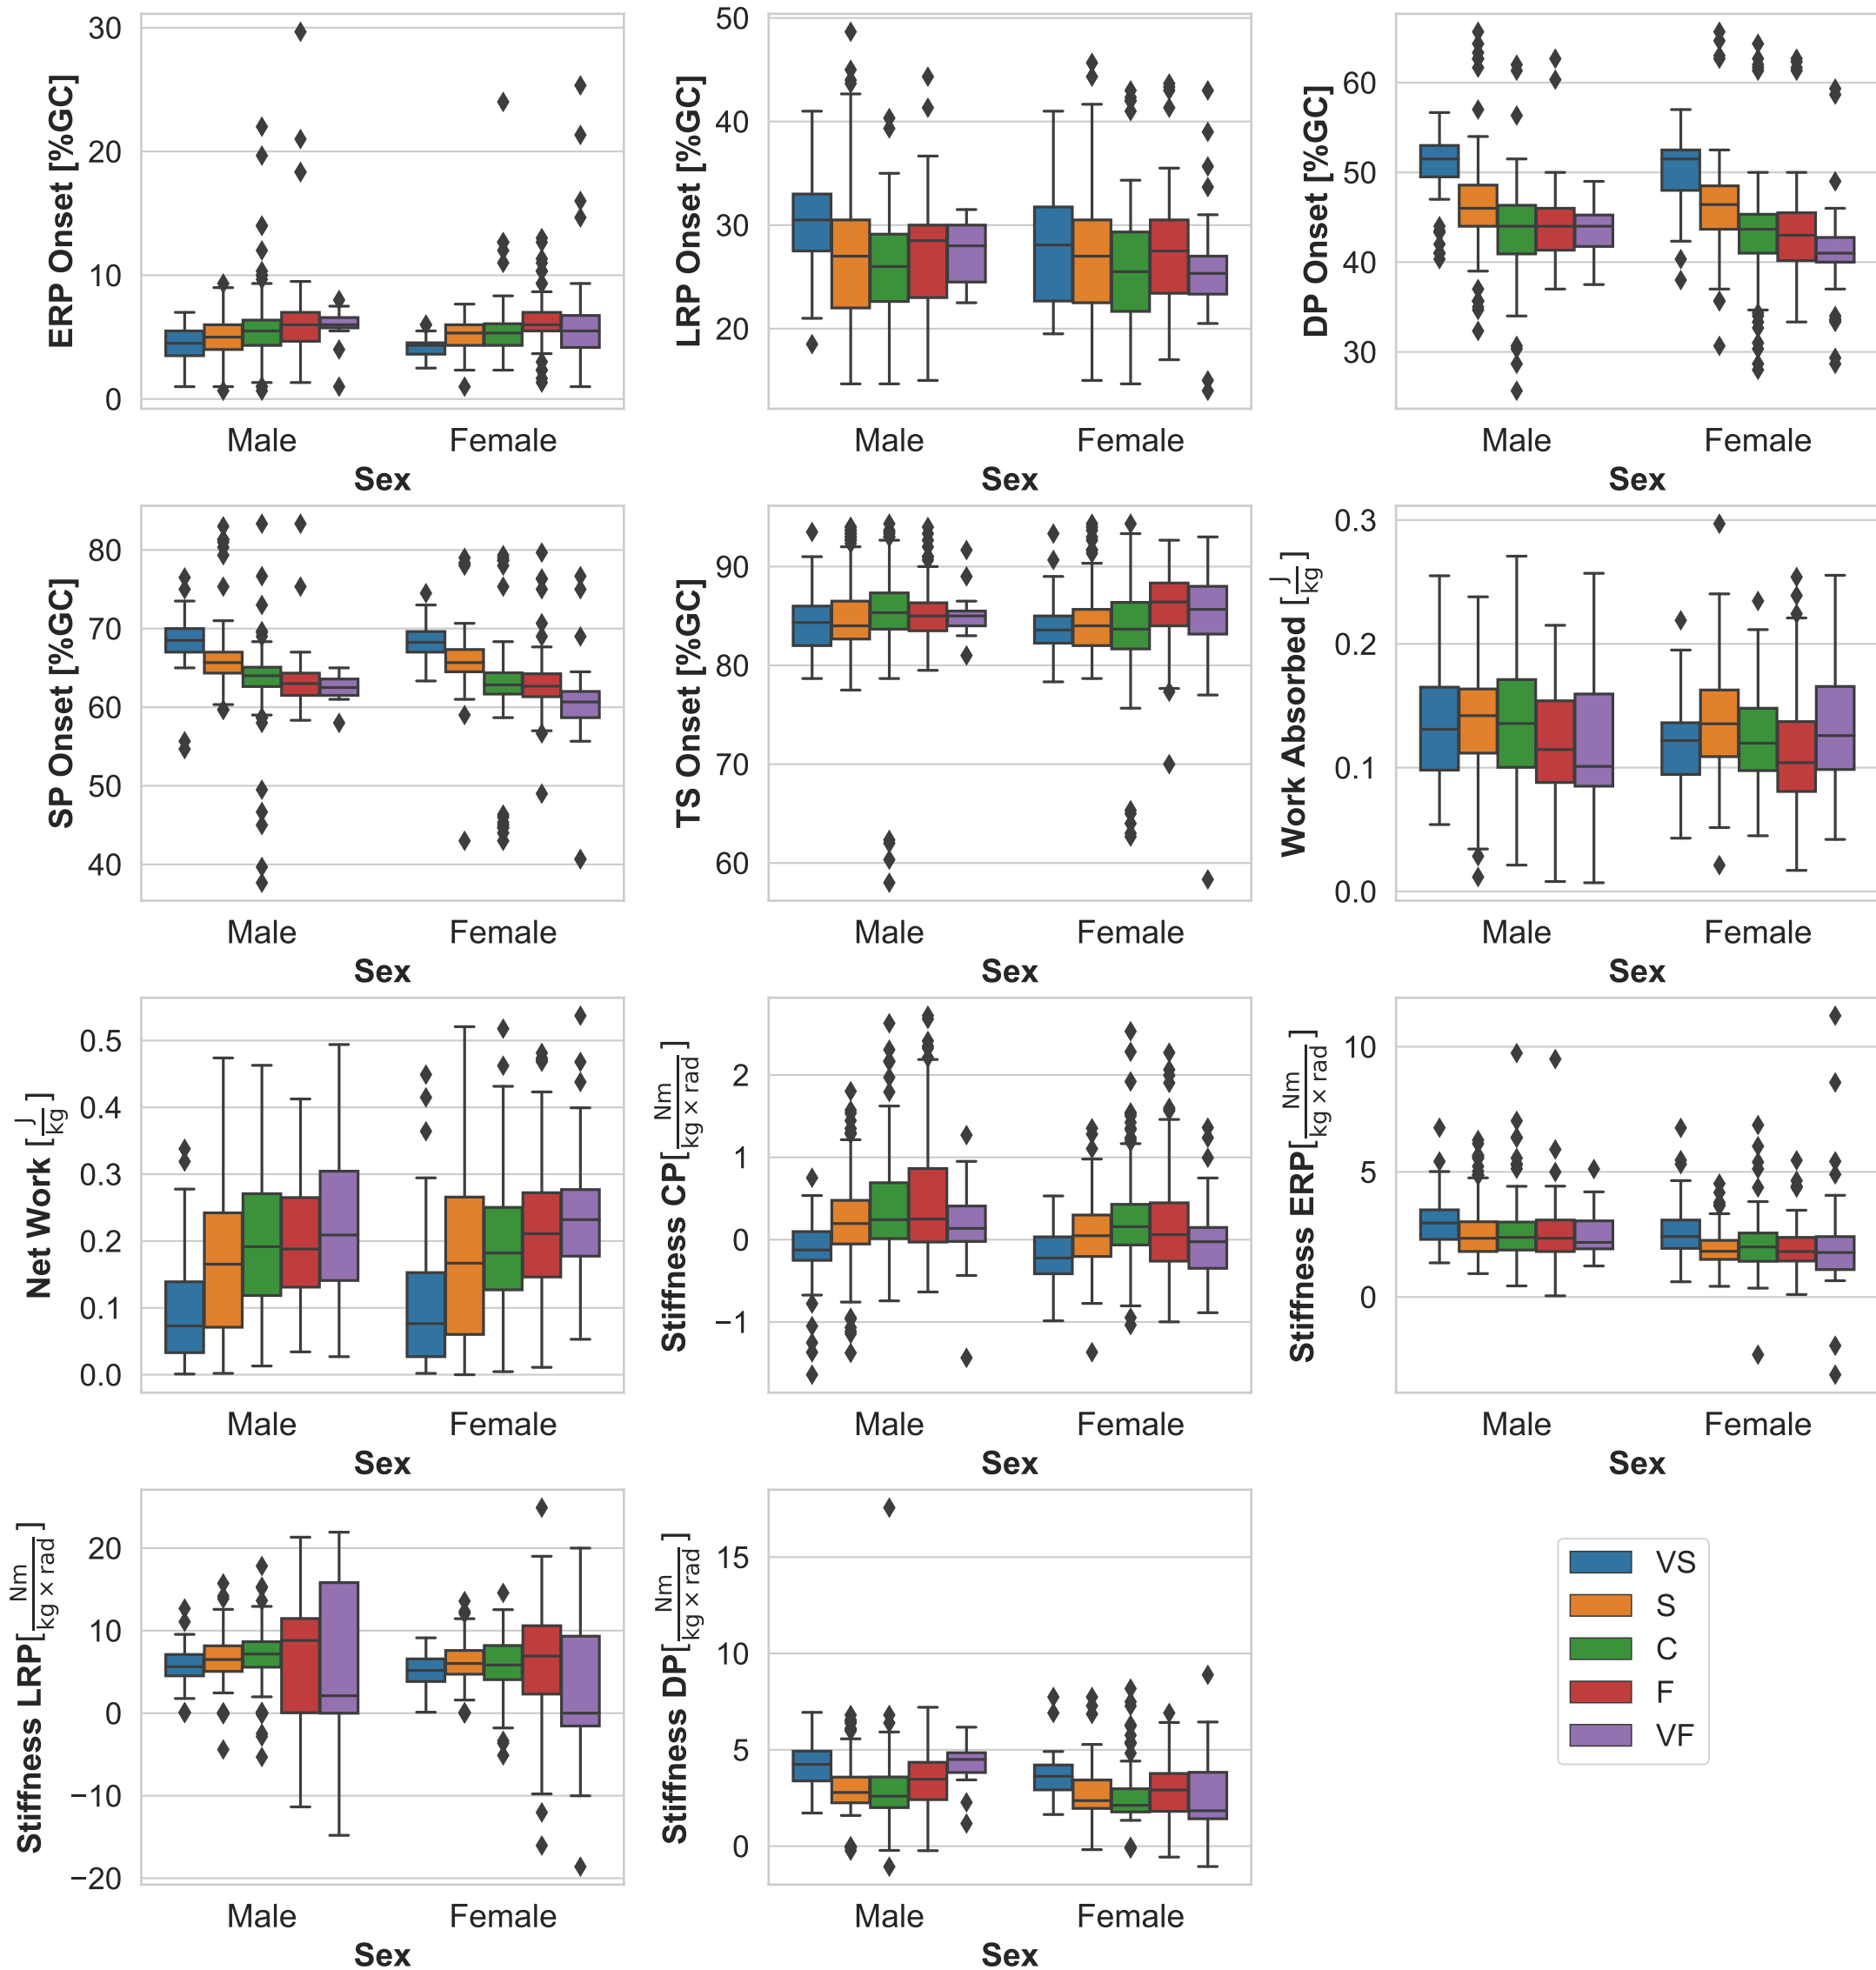 ERP Onset [%GC]
30
20
10
0
Male Female
Sex
LRP Onset [%GC]
50
40
30
20
Male Female
Sex
DP Onset [%GC]
60
50
40
30
Male Female
Sex
SP Onset [%GC]
80
70
60
50
40
Male Female
Sex
TS Onset [%GC]
90
80
70
60
Male Female
Sex
Work Absorbed [J/kg]
0.3
0.2
0.1
0.0
Male Female
Sex
Net Work [J/kg]
0.5
0.4
0.3
0.2
0.1
0.0
Male Female
Sex
Stiffness CP[Nm/kg × rad]
2
1
0
−1
Male Female
Sex
Stiffness ERP[Nm/kg × rad]
10
5
0
Male Female
Sex
Stiffness LRP[Nm/kg × rad]
20
10
0
−10
−20
Male Female
Sex
Stiffness DP[Nm/kg × rad]
15
10
5
0
Male Female
Sex
VS
S
C
F
VF